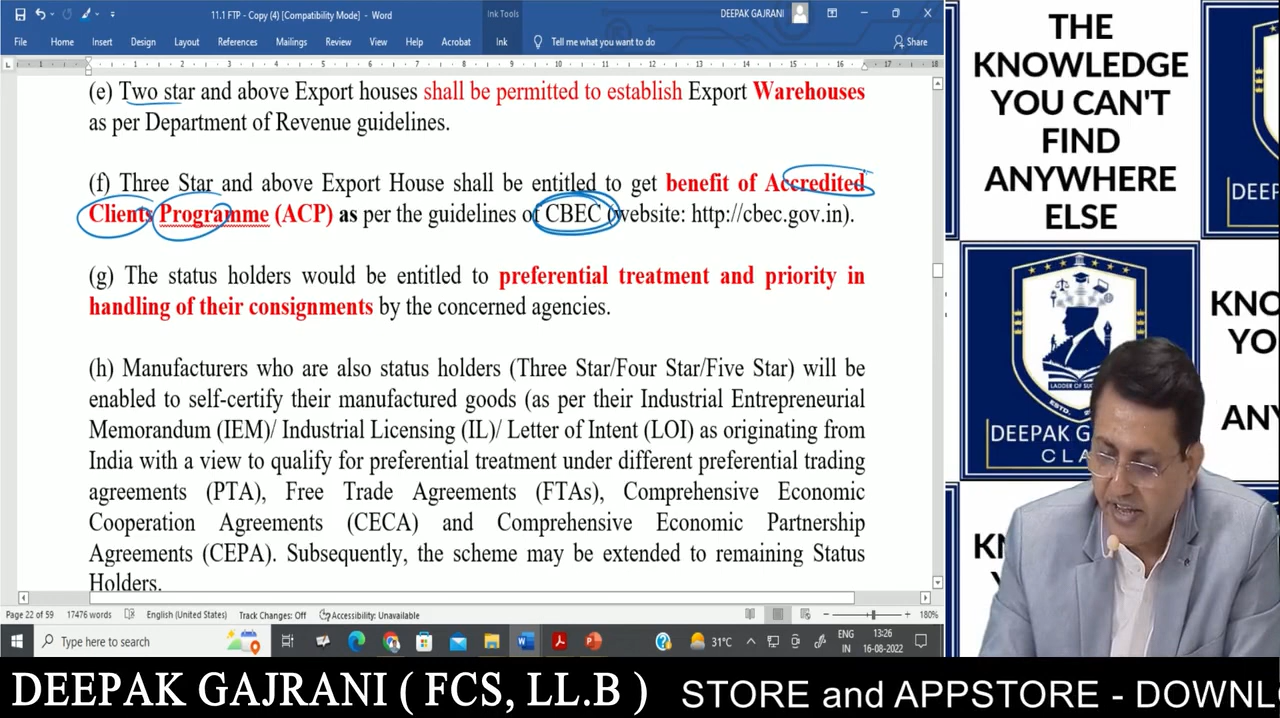 11.1 FTP - Copy (4) [Compatibility Mode] - Word
Ink Tools
DEEPAK GAJRANI
File Home Insert Design Layout References Mailings Review View Help Acrobat Ink Tell me what you want to do Share
(e) Two star and above Export houses shall be permitted to establish Export Warehouses
as per Department of Revenue guidelines.
(f) Three Star and above Export House shall be entitled to get benefit of Accredited
Clients Programme (ACP) as per the guidelines of CBEC (website: http://cbec.gov.in).
(g) The status holders would be entitled to preferential treatment and priority in
handling of their consignments by the concerned agencies.
(h) Manufacturers who are also status holders (Three Star/Four Star/Five Star) will be
enabled to self-certify their manufactured goods (as per their Industrial Entrepreneurial
Memorandum (IEM)/ Industrial Licensing (IL)/ Letter of Intent (LOI) as originating from
India with a view to qualify for preferential treatment under different preferential trading
agreements (PTA), Free Trade Agreements (FTAs), Comprehensive Economic
Cooperation Agreements (CECA) and Comprehensive Economic Partnership
Agreements (CEPA). Subsequently, the scheme may be extended to remaining Status
Holders.
Page 22 of 59 17476 words English (United States) Track Changes: Off Accessibility: Unavailable 180%
Type here to search
31°C
ENG
IN
13:26
16-08-2022
THE
KNOWLEDGE
YOU CAN'T
FIND
ANYWHERE
ELSE
DEEP
LADDER OF SUC
ESTD.
DEEPAK G
CLA
KNO
YO
ANY
DEEPAK GAJRANI ( FCS, LL.B ) STORE and APPSTORE - DOWNL